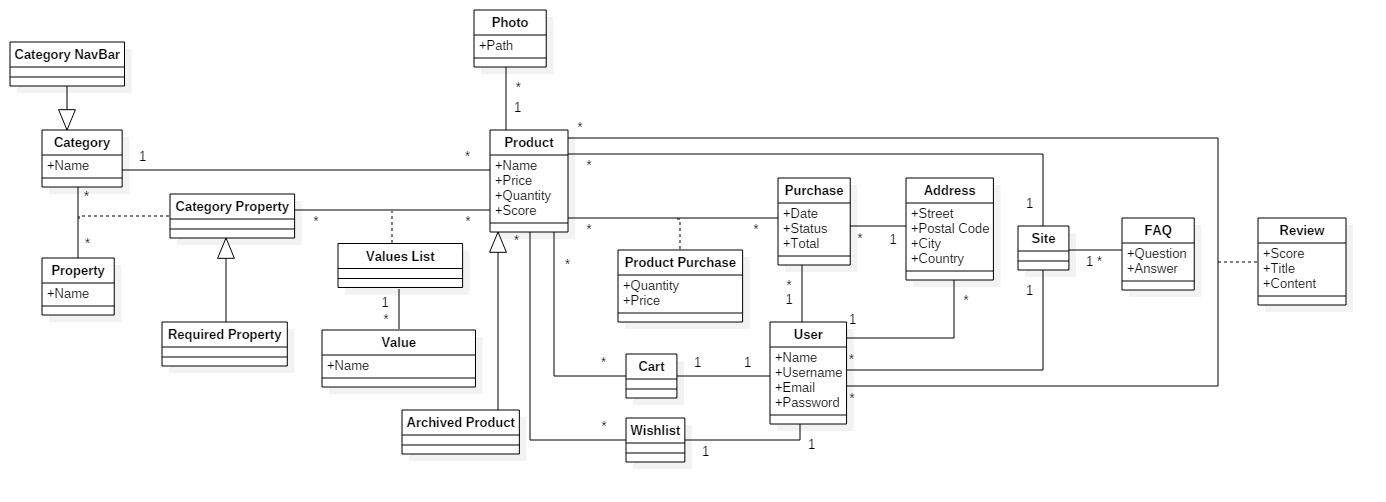 Photo
+Path
*
1
Category NavBar
Category
+Name
1
*
*
*
Property
+Name
Category Property
*
*
Required Property
Values List
1
*
Value
+Name
Product
+Name
+Price
+Quantity
+Score
*
*
*
*
*
*
Archived Product
Product Purchase
+Quantity
+Price
Purchase
+Date
+Status
+Total
*
1
*
1
Address
+Street
+Postal Code
+City
+Country
*
1
Site
1
1
1 *
FAQ
+Question
+Answer
Review
+Score
+Title
+Content
User
+Name
+Username
+Email
+Password
*
*
*
Cart
1
1
*
Wishlist
1
1